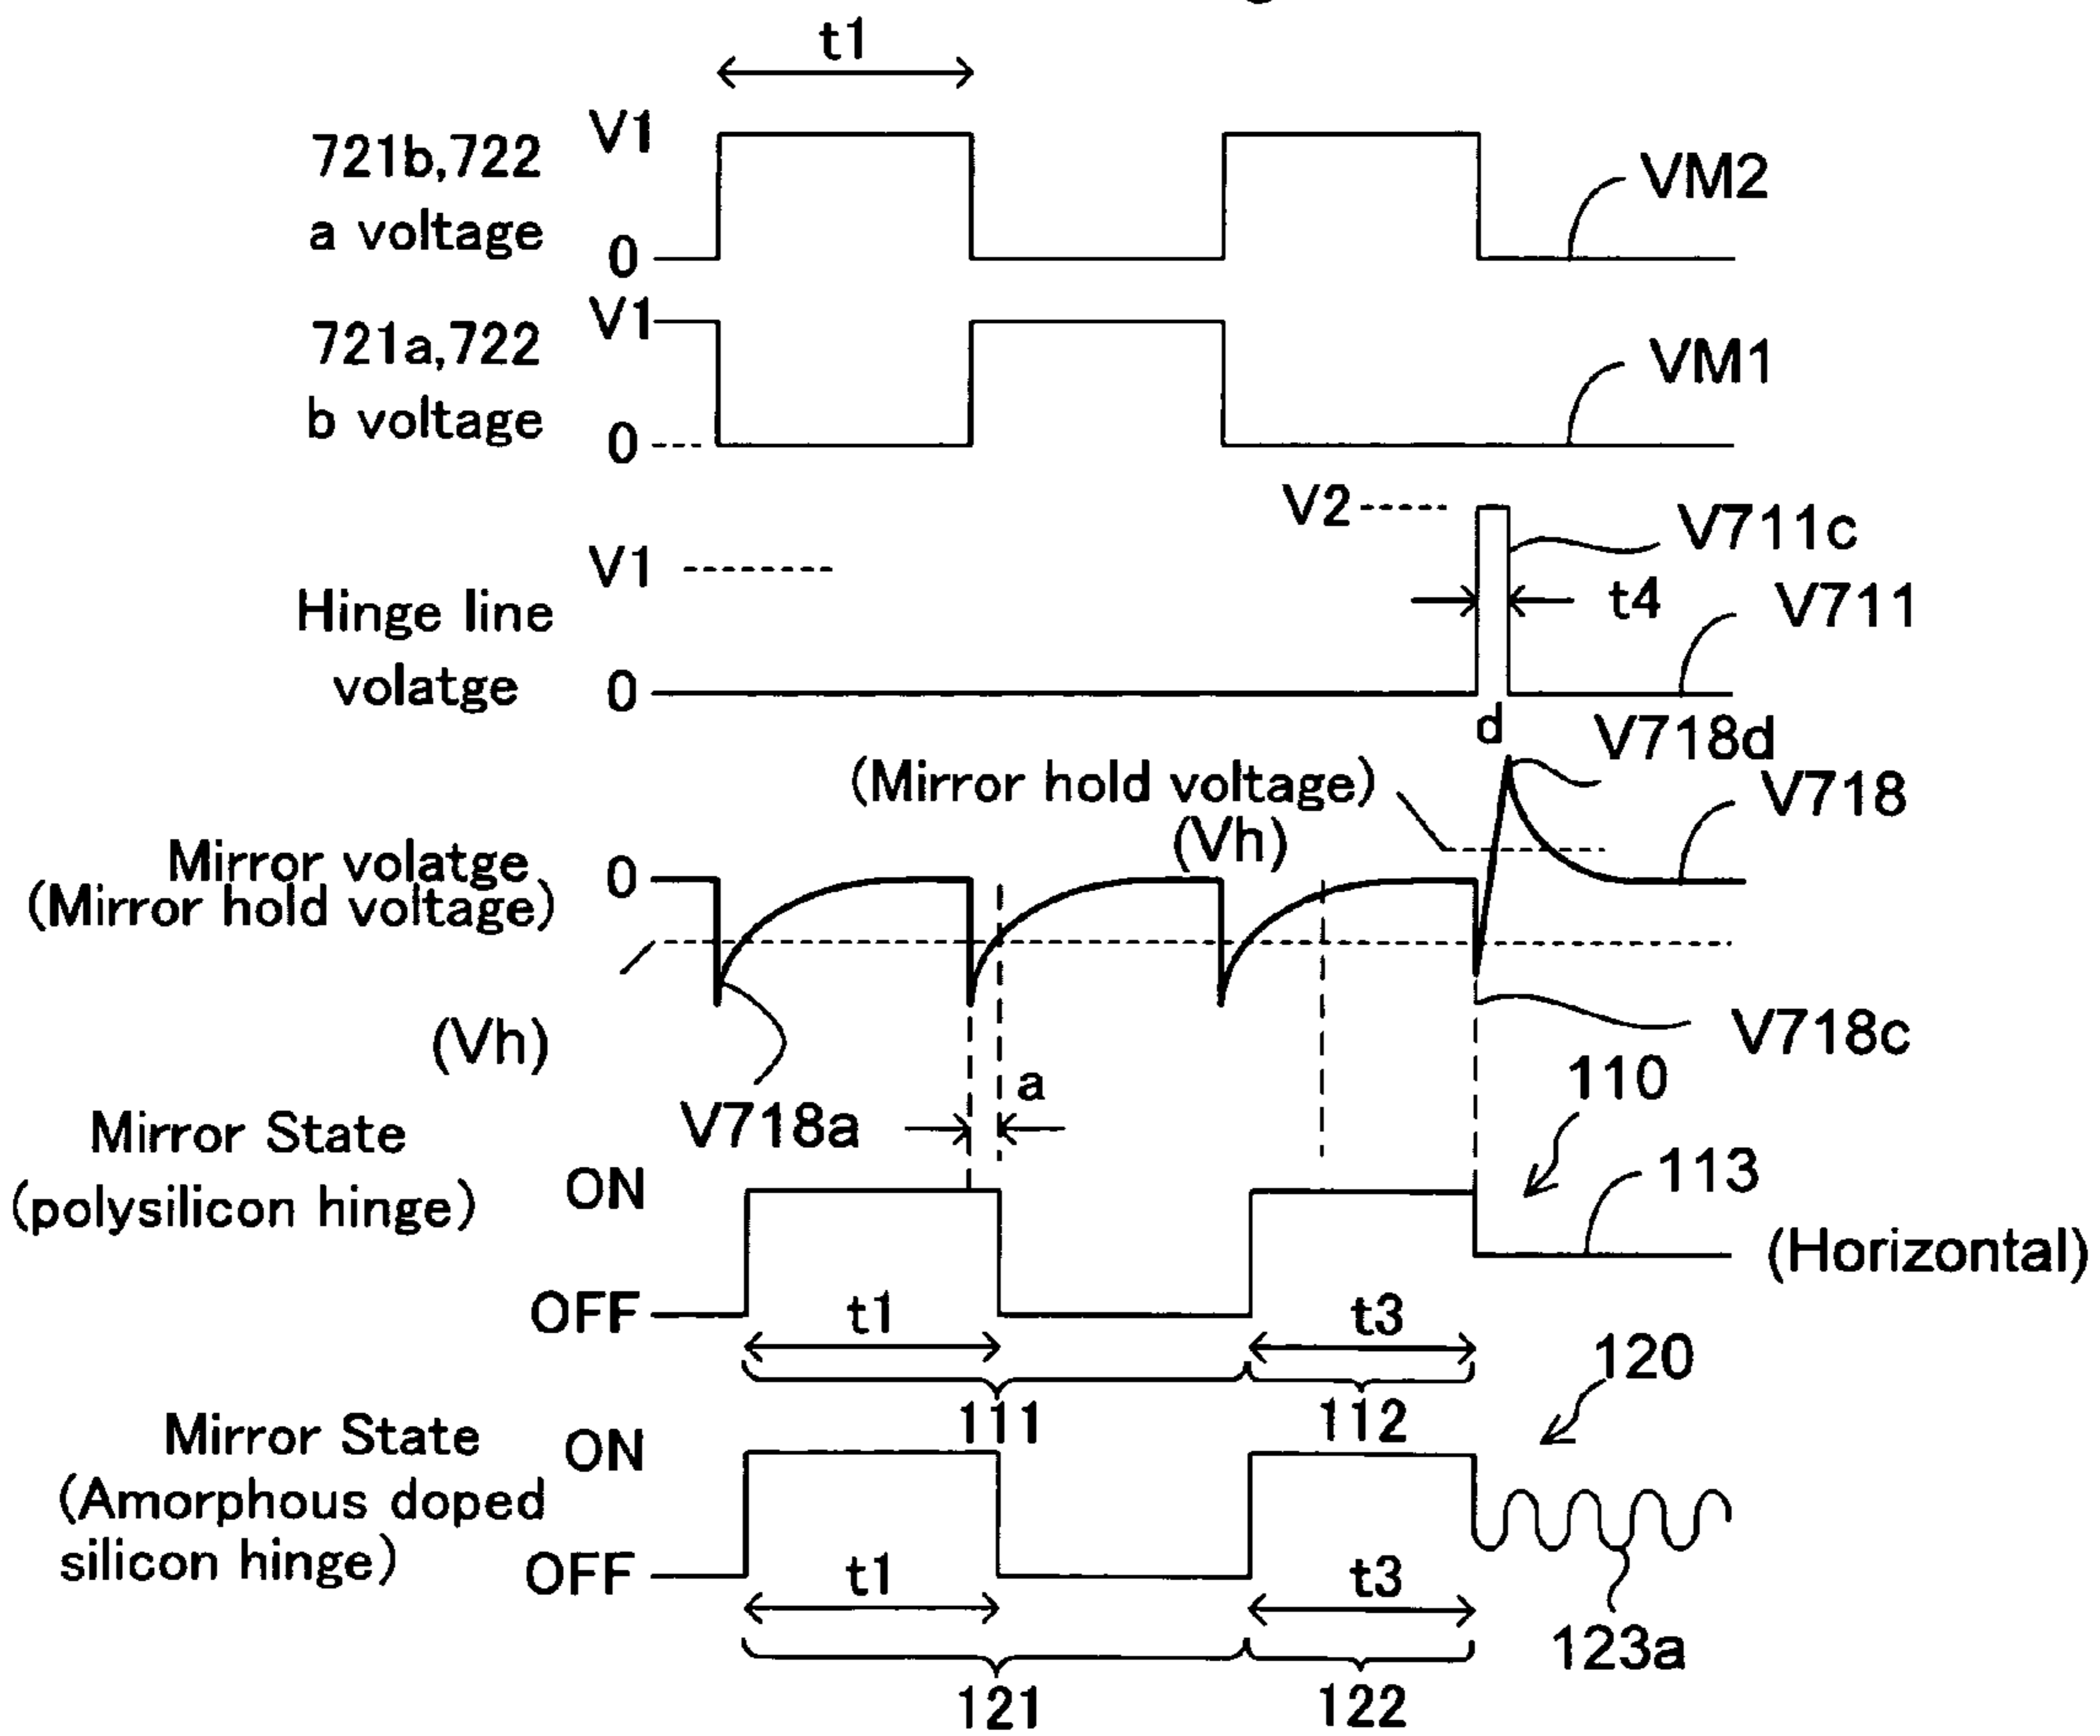 t1
721b,722
a voltage
V1
0
VM2
721a,722
b voltage
V1
0
VM1
Hinge line
volatge
V2
V1
0
V711c
t4
V711
d
V718d
(Mirror hold voltage)
(Vh)
V718
Mirror volatge
(Mirror hold voltage)
0
(Vh)
V718a
a
V718c
110
Mirror State
(polysilicon hinge)
ON
OFF
113
(Horizontal)
t1
t3
111
112
120
Mirror State
(Amorphous doped
silicon hinge)
ON
OFF
t1
t3
123a
121
122